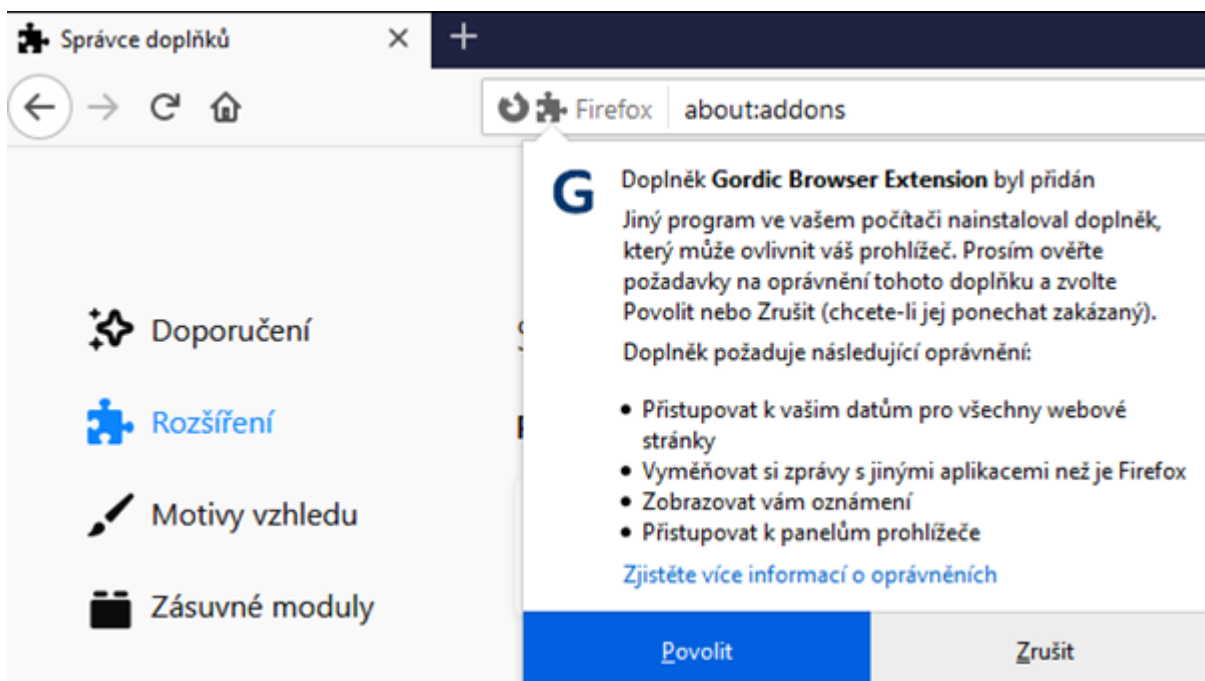 Správce doplňků
Firefox about:addons
G
Doplněk Gordic Browser Extension byl přidán
Jiný program ve vašem počítači nainstaloval doplněk,
který může ovlivnit váš prohlížeč. Prosím ověřte
požadavky na oprávnění tohoto doplňku a zvolte
Povolit nebo Zrušit (chcete-li jej ponechat zakázaný).
Doplněk požaduje následující oprávnění:
• Přistupovat k vašim datům pro všechny webové
stránky
• Vyměňovat si zprávy s jinými aplikacemi než je Firefox
• Zobrazovat vám oznámení
• Přistupovat k panelům prohlížeče
Zjistěte více informací o oprávněních
Povolit
Zrušit
Doporučení
Rozšíření
Motivy vzhledu
Zásuvné moduly